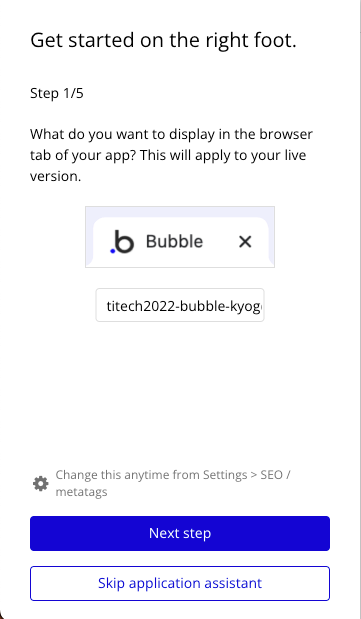 Get started on the right foot.
Step 1/5
What do you want to display in the browser
tab of your app? This will apply to your live
version.
b Bubble ×
titech2022-bubble-kyog
Change this anytime from Settings > SEO /
metatags
Next step
Skip application assistant